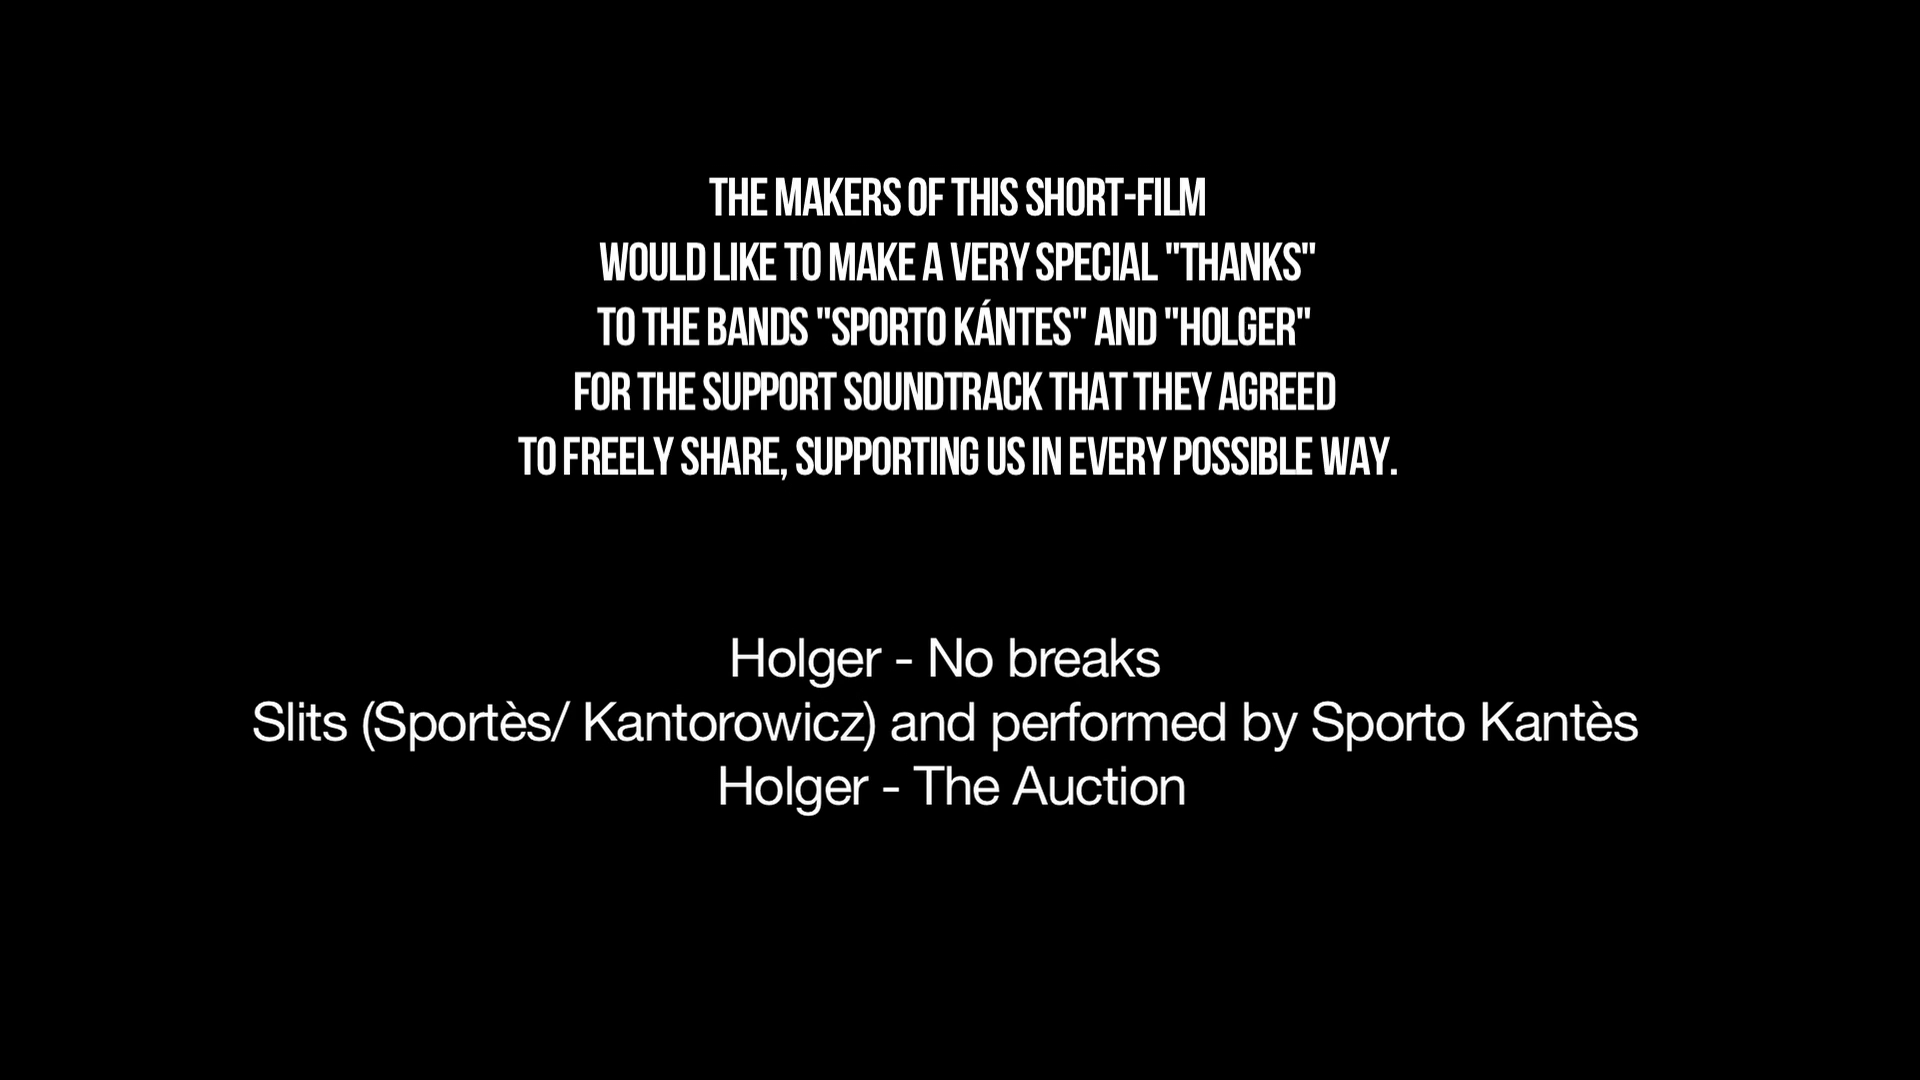 THE MAKERS OF THIS SHORT-FILM
WOULD LIKE TO MAKE A VERY SPECIAL "THANKS"
TO THE BANDS "SPORTO KÁNTES" AND "HOLGER"
FOR THE SUPPORT SOUNDTRACK THAT THEY AGREED
TO FREELY SHARE, SUPPORTING US IN EVERY POSSIBLE WAY.
Holger - No breaks
Slits (Sportès/ Kantorowicz) and performed by Sporto Kantès
Holger - The Auction